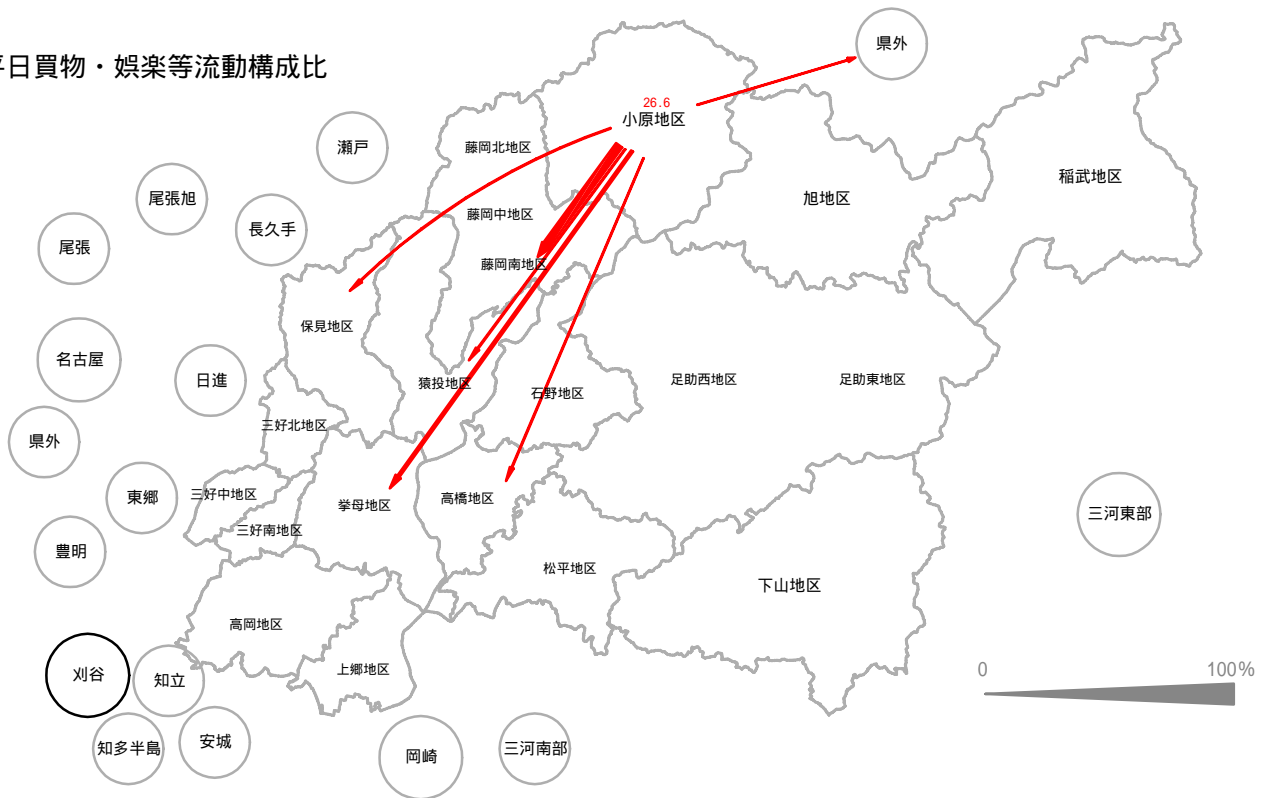 日買物・娯楽等流動構成比
県外
26.6
小原地区
瀬戸
藤岡北地区
尾張旭
藤岡中地区
旭地区
稲武地区
長久手
尾張
藤岡南地区
保見地区
名古屋
日進
猿投地区
石野地区
足助西地区
足助東地区
三好北地区
県外
東郷
三好中地区
挙母地区
高橋地区
三好南地区
三河東部
豊明
松平地区
下山地区
高岡地区
上郷地区
刈谷
知立
0
100%
知多半島
安城
岡崎
三河南部